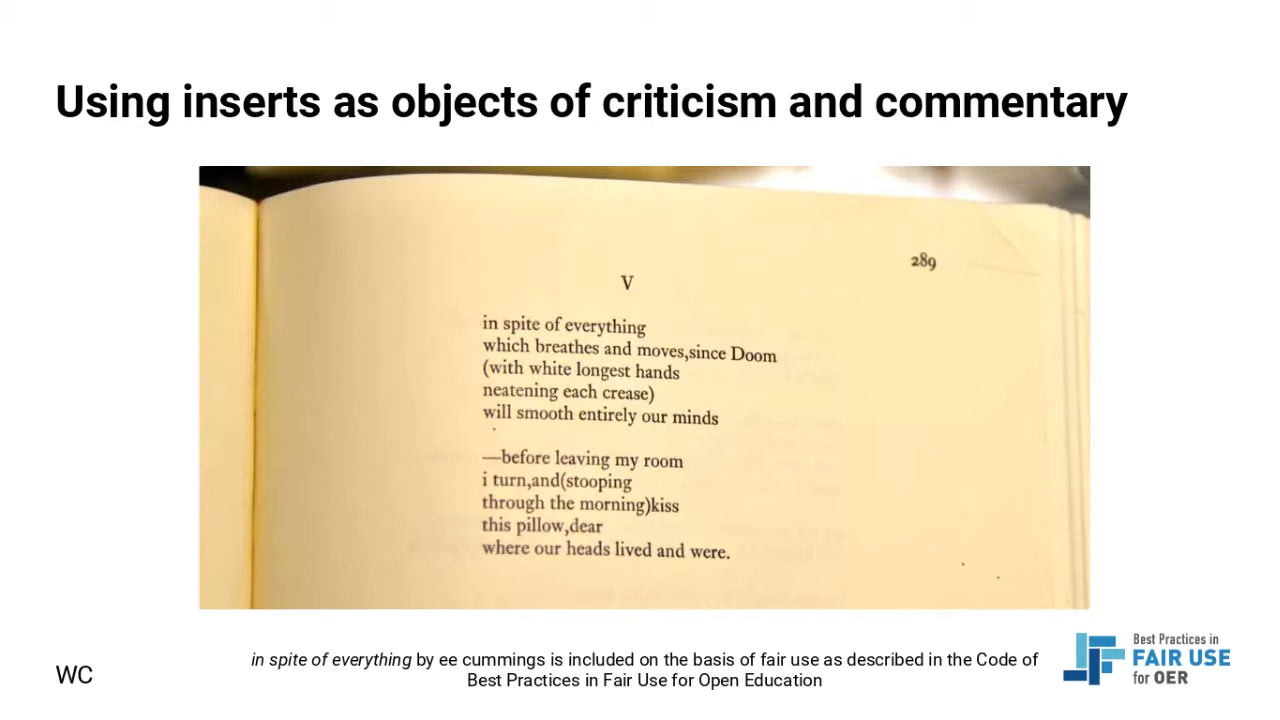 Using inserts as objects of criticism and commentary
289
V
in spite of everything
which breathes and moves,since Doom
(with white longest hands
neatening each crease)
will smooth entirely our minds
—before leaving my room
i turn,and(stooping
through the morning)kiss
this pillow,dear
where our heads lived and were.
in spite of everything by ee cummings is included on the basis of fair use as described in the Code of
Best Practices in Fair Use for Open Education
WC
Best Practices in
FAIR USE
for OER